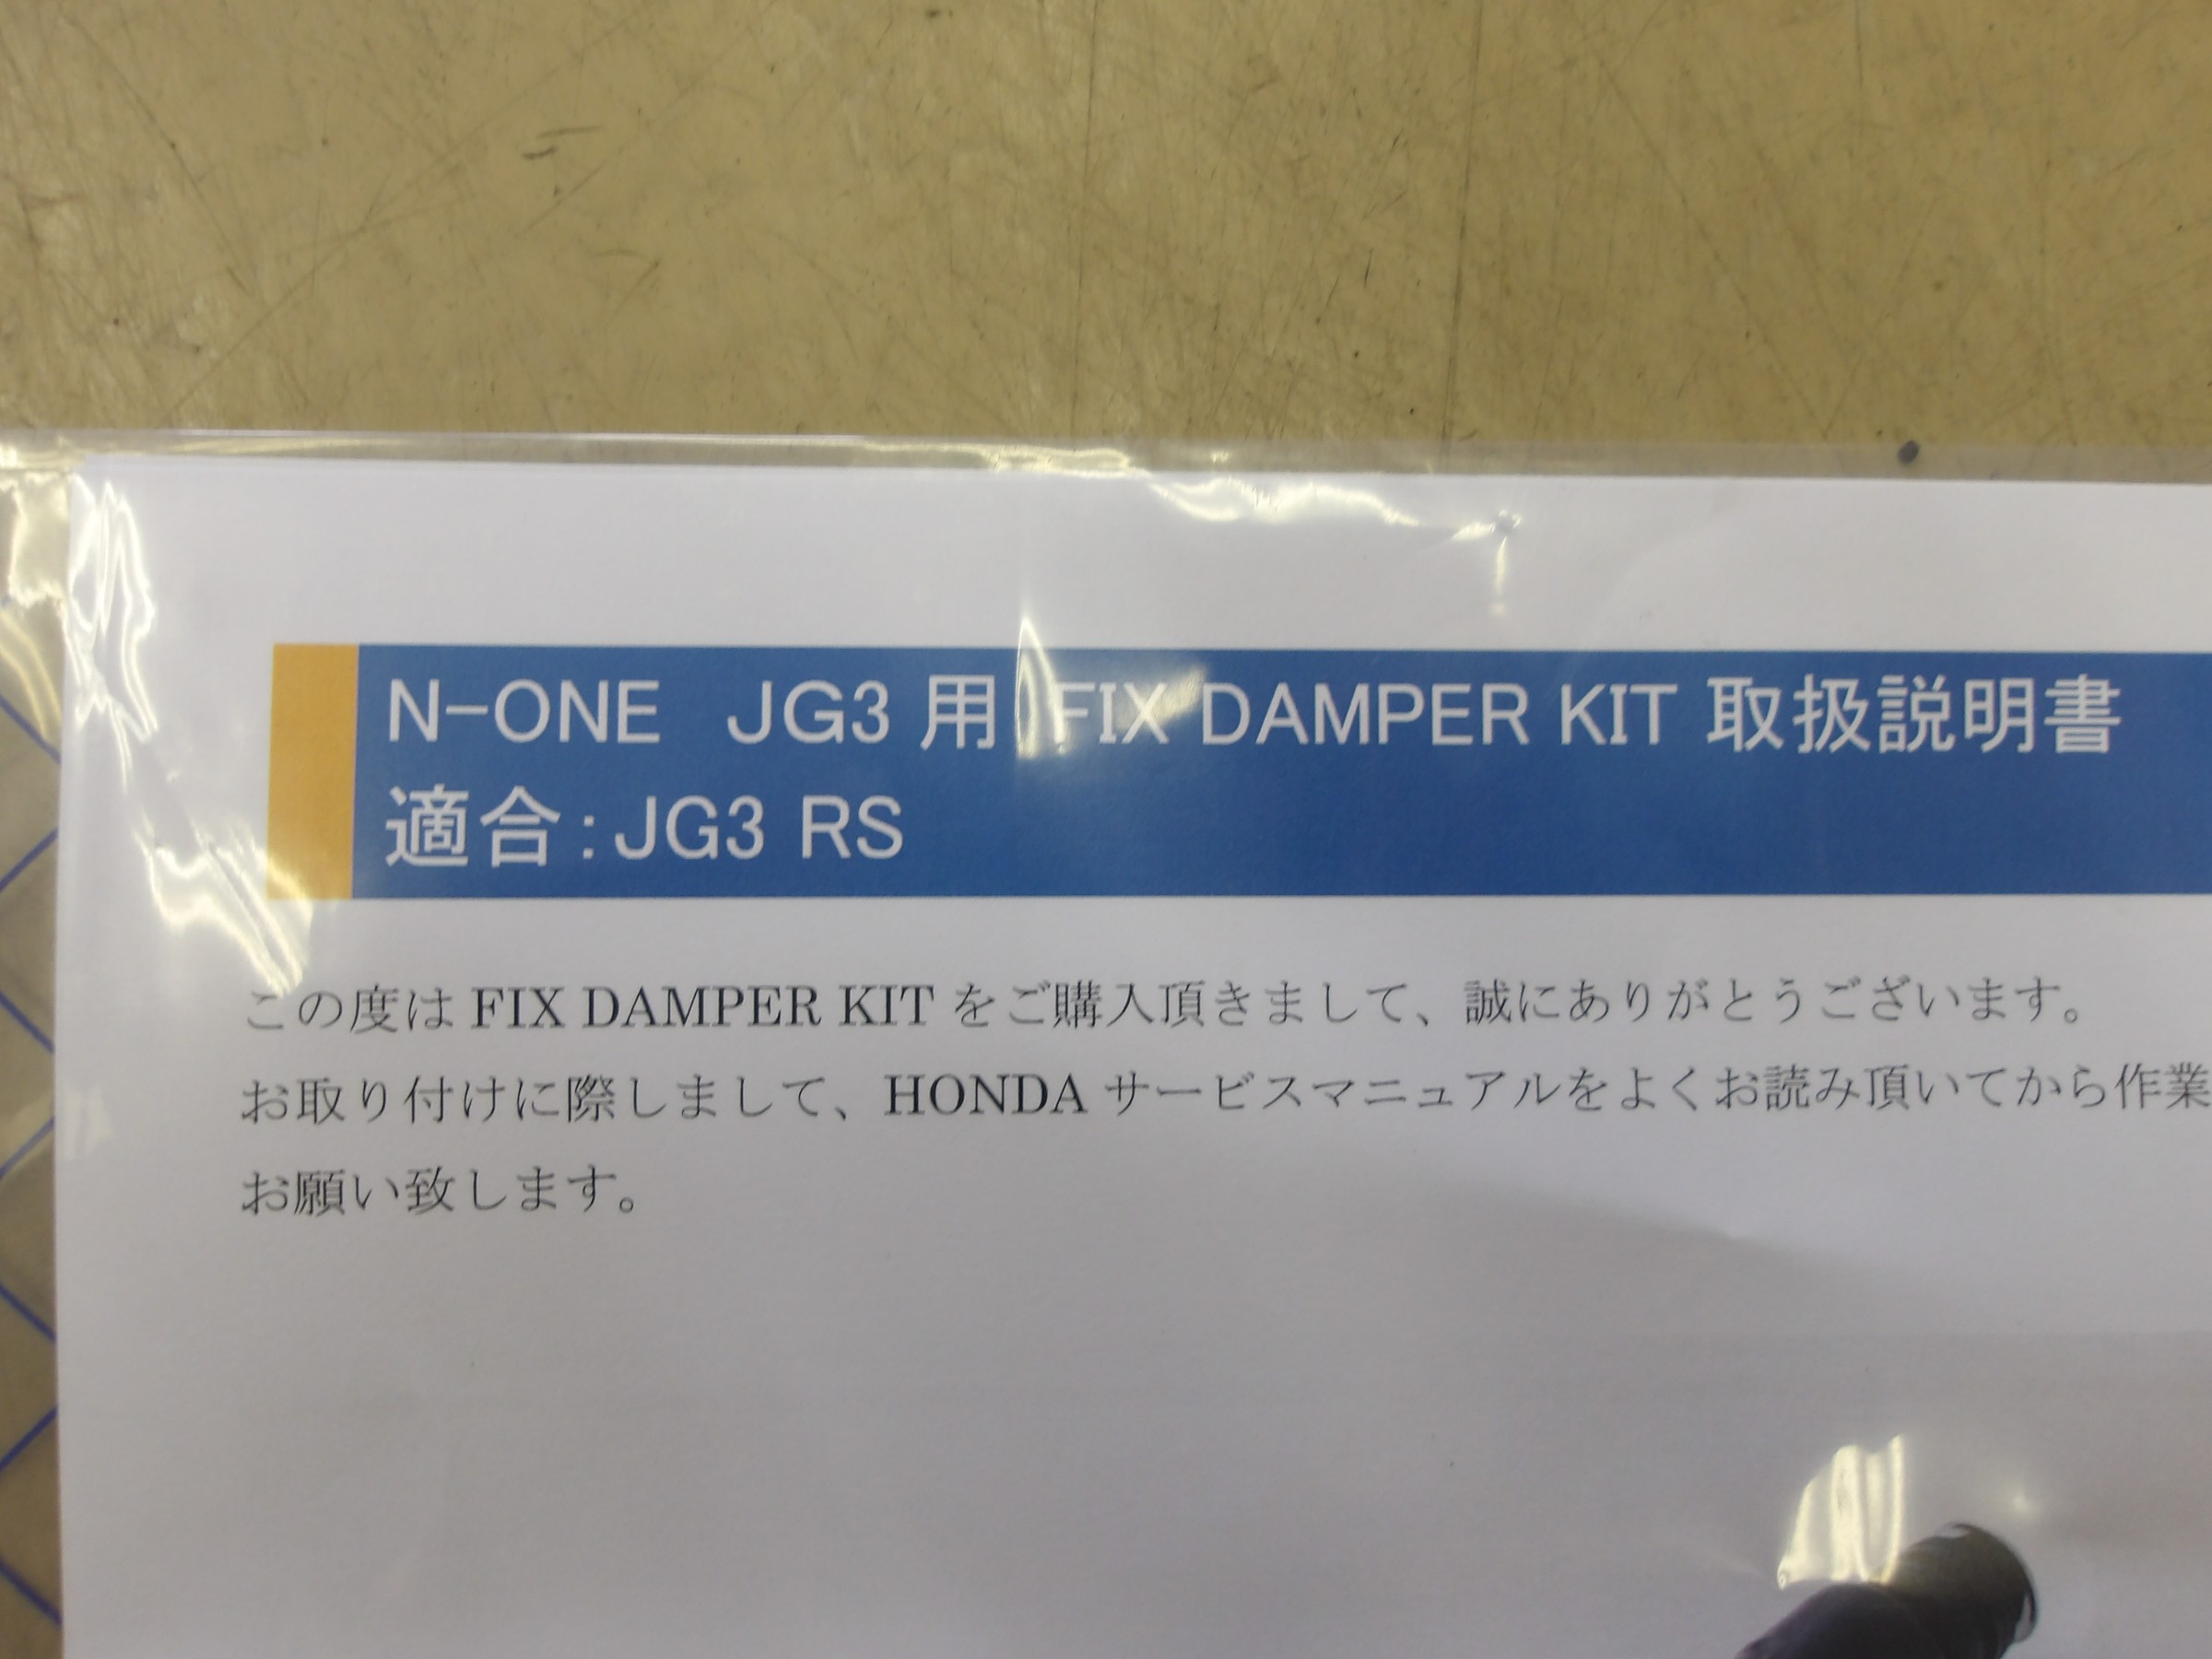 N-ONE　JG3 用 FIX DAMPER KIT 取扱説明書
適合：JG3 RS
この度は FIX DAMPER KIT をご購入頂きまして、誠にありがとうございます。
お取り付けに際しまして、HONDA サービスマニュアルをよくお読み頂いてから作業
お願い致します。